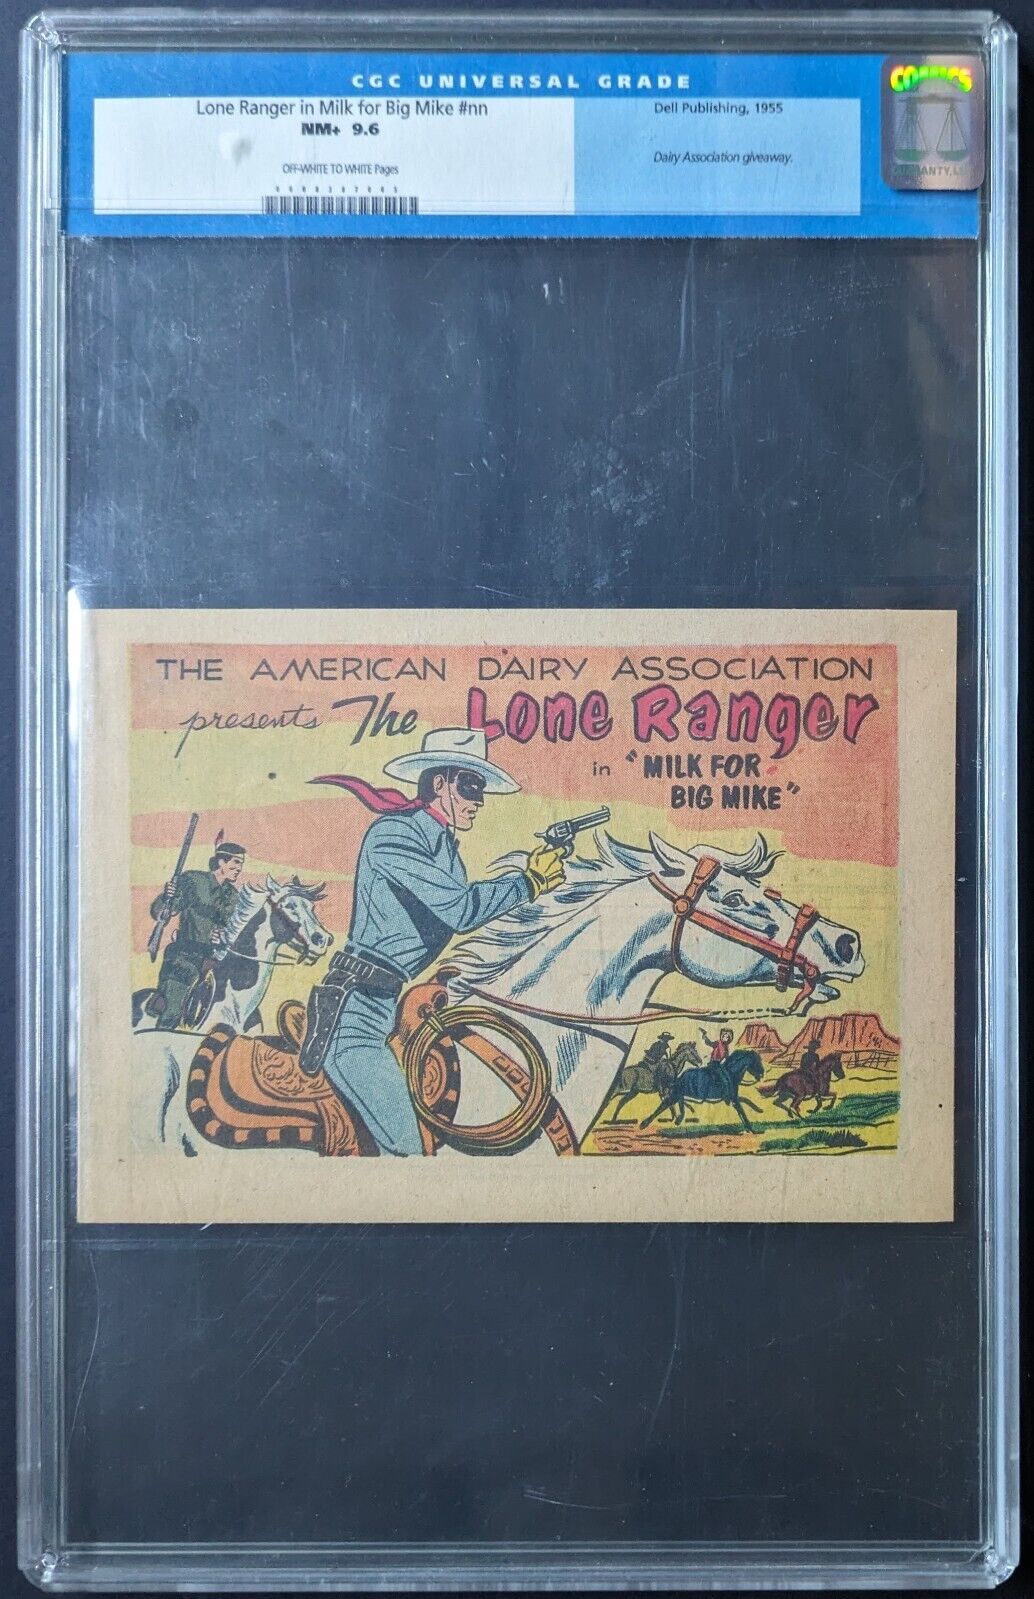 CGC UNIVERSAL GRADE
COMICS
Lone Ranger in Milk for Big Mike #nn
NM+ 9.6
OFF-WHITE TO WHITE Pages
Dell Publishing, 1955
Dairy Association giveaway.
THE AMERICAN DAIRY ASSOCIATION
presents The Lone Ranger
in "MILK FOR
BIG MIKE"